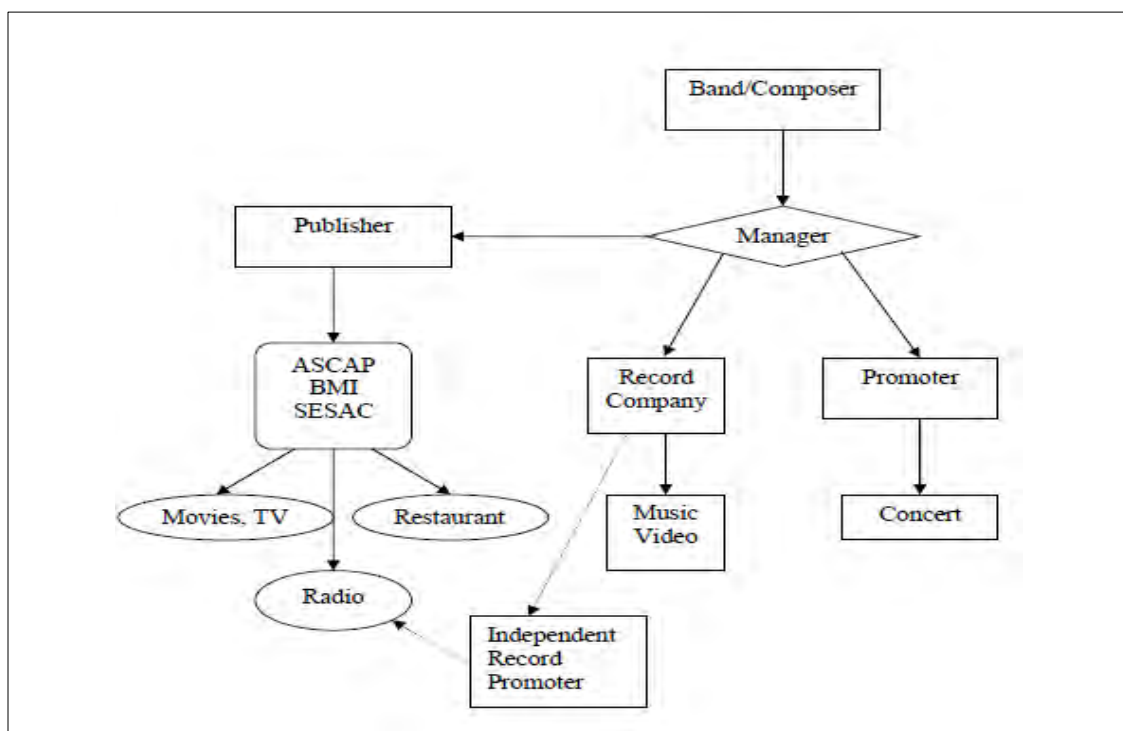 Band/Composer
Publisher
Manager
ASCAP
BMI
SESAC
Record
Company
Promoter
Movies, TV
Restaurant
Music
Video
Concert
Radio
Independent
Record
Promoter